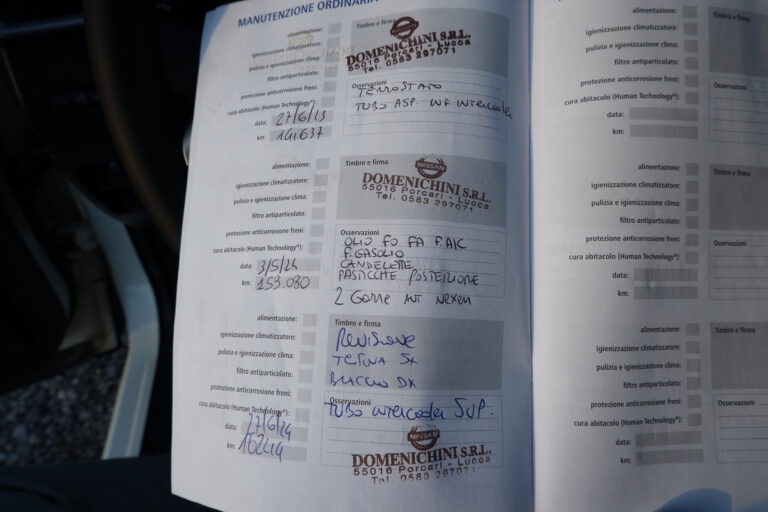 MANUTENZIONE ORDINARIA
alimentazione:
igienizzazione climatizzatore:
pulizia e igienizzazione clima:
filtro antiparticolato:
protezione anticorrosione freni:
cura abitacolo (Human Technology®):
data: 27/6/23
km: 141.637
Timbro e firma
DOMENICHINI S.R.L.
55016 Porcari - Lucca
Tel. 0583 297071
Osservazioni
TERMOSTATO
TUBO ASP. INF INTERCOOLER
alimentazione:
igienizzazione climatizzatore:
pulizia e igienizzazione clima:
filtro antiparticolato:
protezione anticorrosione freni:
cura abitacolo (Human Technology®):
data: 3/5/24
km: 159.080
Timbro e firma
NISSAN
DOMENICHINI S.R.L.
55016 Porcari - Lucca
Tel. 0583 297071
Osservazioni
OLIO FO FA F.AIC
F.GASOLIO
CANDELETTE
PASTICCHE POSTERIORE
2 GOMME ANT NEXEN
alimentazione:
igienizzazione climatizzatore:
pulizia e igienizzazione clima:
filtro antiparticolato:
protezione anticorrosione freni:
cura abitacolo (Human Technology®):
data: 27/6/24
km: 162414
Timbro e firma
REVISIONE
TESTINA SX
BRACCIO DX
Osservazioni
TUBO INTERCOOLER SUP.
NISSAN
DOMENICHINI S.R.L.
55016 Porcari - Lucca
Tel. 0583 297071
alimentazione:
igienizzazione climatizzatore:
pulizia e igienizzazione clima:
filtro antiparticolato:
protezione anticorrosione freni:
cura abitacolo (Human Technology®):
data:
km:
Timbro e firma
Osservazioni
alimentazione:
igienizzazione climatizzatore:
pulizia e igienizzazione clima:
filtro antiparticolato:
protezione anticorrosione freni:
cura abitacolo (Human Technology®):
data:
km:
Timbro e
Osservazioni
alimentazione:
igienizzazione climatizzatore:
pulizia e igienizzazione clima:
filtro antiparticolato:
protezione anticorrosione freni:
cura abitacolo (Human Technology®):
data:
km:
Timbro e
Osservazioni